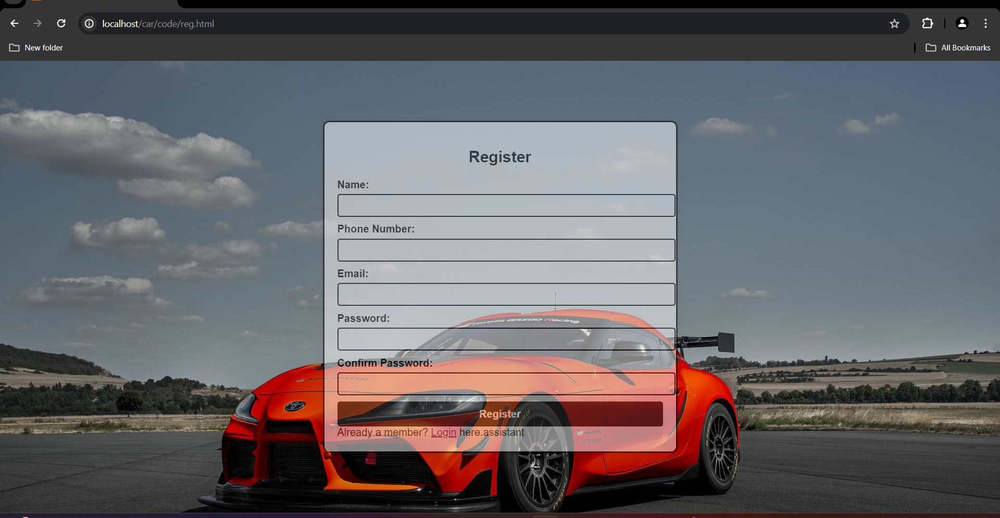 localhost/car/code/reg.html
New folder
All Bookmarks
Register
Name:
Phone Number:
Email:
TOYOTA GAZOO Racing
Password:
Confirm Password:
Register
Already a member? Login here.assistant
GR Supra
GT4 EVO